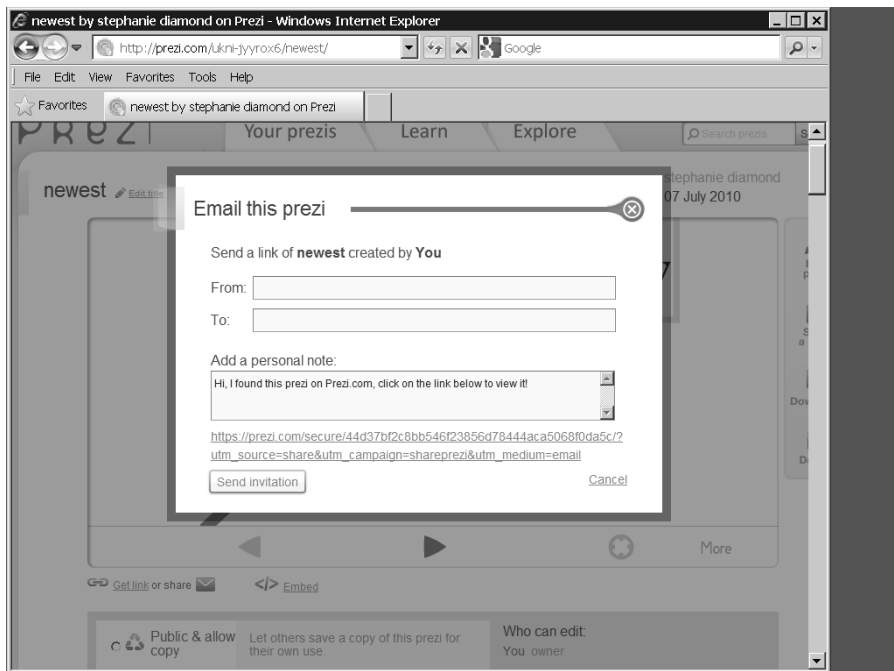 newest by stephanie diamond on Prezi - Windows Internet Explorer
http://prezi.com/ukni-jyyrox6/newest/
Google
File Edit View Favorites Tools Help
Favorites newest by stephanie diamond on Prezi
PREZI Your prezis Learn Explore Search prezis
newest Edit title
stephanie diamond
07 July 2010
Email this prezi
Send a link of newest created by You
From:
To:
Add a personal note:
Hi, I found this prezi on Prezi.com, click on the link below to view it!
https://prezi.com/secure/44d37bf2c8bb546f23856d78444aca5068f0da5c/?
utm_source=share&utm_campaign=shareprezi&utm_medium=email
Send invitation Cancel
More
Get link or share </> Embed
Public & allow
copy
Let others save a copy of this prezi for
their own use.
Who can edit:
You owner